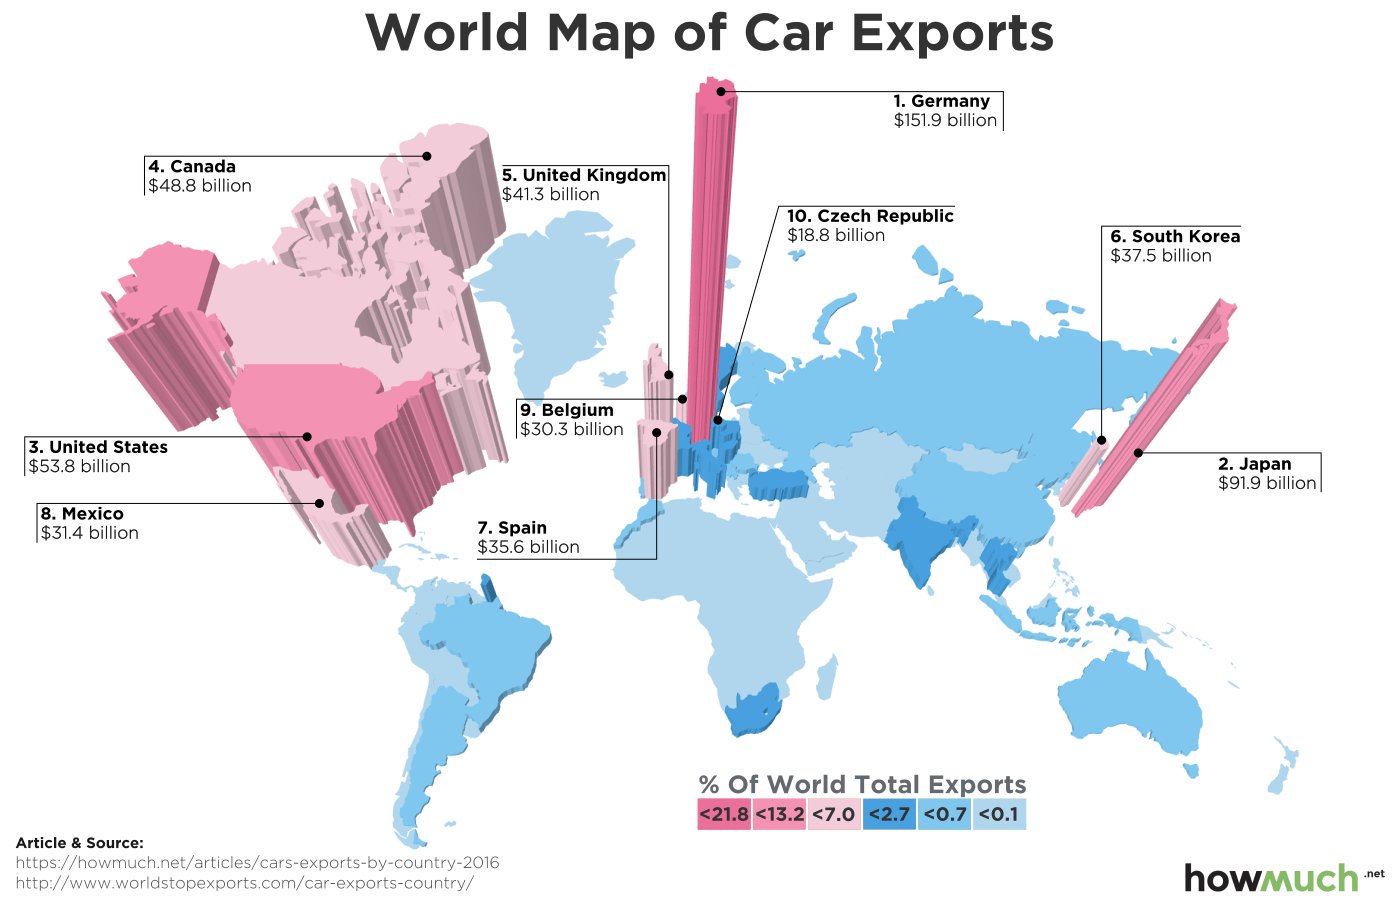 World Map of Car Exports
1. Germany
$151.9 billion
4. Canada
$48.8 billion
5. United Kingdom
$41.3 billion
10. Czech Republic
$18.8 billion
6. South Korea
$37.5 billion
9. Belgium
$30.3 billion
3. United States
$53.8 billion
2. Japan
$91.9 billion
8. Mexico
$31.4 billion
7. Spain
$35.6 billion
% Of World Total Exports
<21.8 <13.2 <7.0 <2.7 <0.7 <0.1
Article & Source:
https://howmuch.net/articles/cars-exports-by-country-2016
http://www.worldstopexports.com/car-exports-country/
howmuch.net